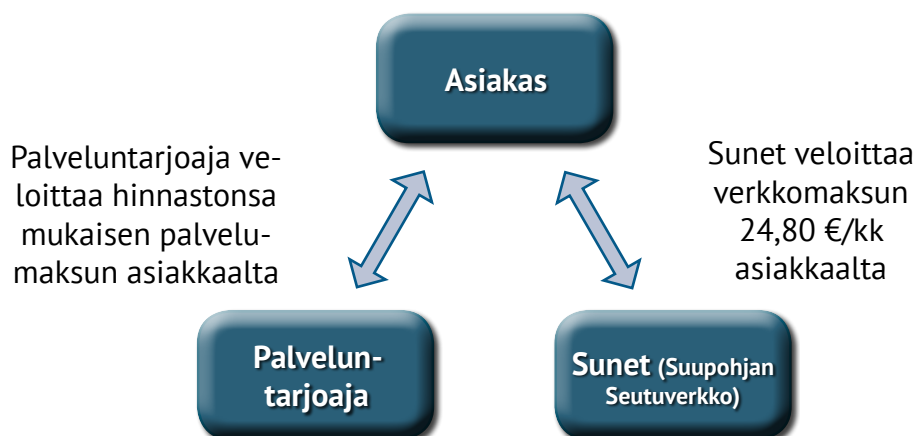 Asiakas
Palveluntarjoaja ve-
loittaa hinnastonsa
mukaisen palvelu-
maksun asiakkaalta
Sunet veloittaa
verkkomaksun
24,80 €/kk
asiakkaalta
Palvelun-
tarjoaja
Sunet (Suupohjan
Seutuverkko)